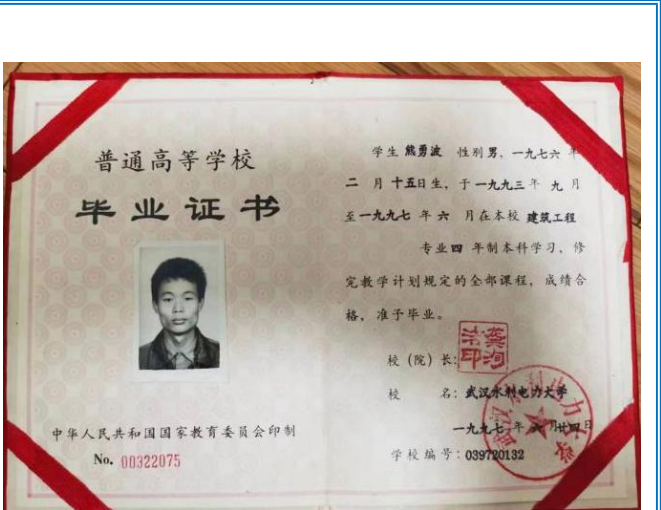 普通高等学校
毕业证书
中华人民共和国国家教育委员会印制
No. 00322075
学生 熊勇波 性别 男，一九七六 年
二 月 十五日生，于 一九九三 年 九 月
至 一九九七 年 六 月在本校 建筑工程
专业 四 年制本科学习，修
完教学计划规定的全部课程，成绩合
格，准予毕业。
校（院）长：
校 名：武汉水利电力大学
一九九七 年 六 月廿四日
学校编号：039720132